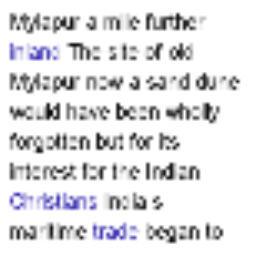 Mylapur a mile further
inland The site of old
Mylapur now a sand dune
would have been wholly
forgotten but for its
interest for the Indian
Christians India s
maritime trade began to